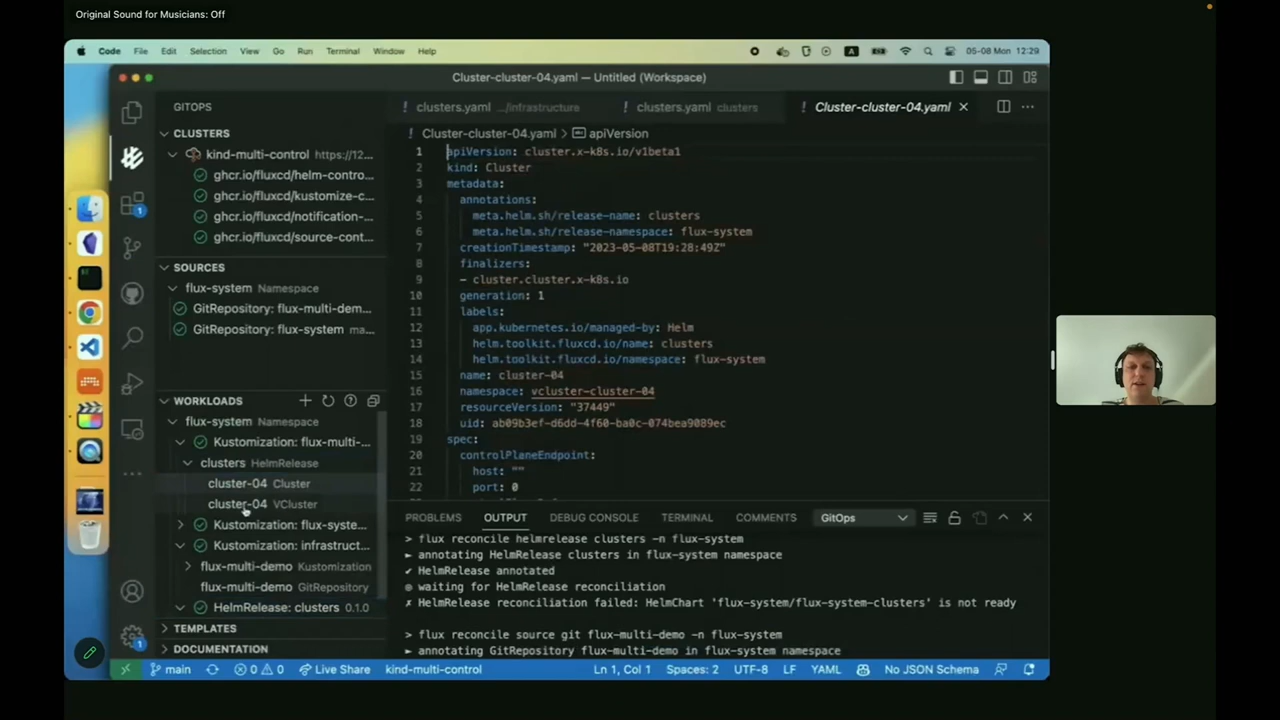 Original Sound for Musicians: Off
Code File Edit Selection View Go Run Terminal Window Help A 05-08 Mon 12:29
Cluster-cluster-04.yaml — Untitled (Workspace)
GITOPS
CLUSTERS
kind-multi-control https://12...
ghcr.io/fluxcd/helm-contro...
ghcr.io/fluxcd/kustomize-c...
ghcr.io/fluxcd/notification-...
ghcr.io/fluxcd/source-cont...
SOURCES
flux-system Namespace
GitRepository: flux-multi-dem...
GitRepository: flux-system ma...
WORKLOADS
flux-system Namespace
Kustomization: flux-multi-...
clusters HelmRelease
cluster-04 Cluster
cluster-04 VCluster
Kustomization: flux-syste...
Kustomization: infrastruct...
flux-multi-demo Kustomization
flux-multi-demo GitRepository
HelmRelease: clusters 0.1.0
TEMPLATES
DOCUMENTATION
! clusters.yaml .../infrastructure ! clusters.yaml clusters ! Cluster-cluster-04.yaml
! Cluster-cluster-04.yaml > apiVersion
1 apiVersion: cluster.x-k8s.io/v1beta1
2 kind: Cluster
3 metadata:
4 annotations:
5 meta.helm.sh/release-name: clusters
6 meta.helm.sh/release-namespace: flux-system
7 creationTimestamp: "2023-05-08T19:28:49Z"
8 finalizers:
9 - cluster.cluster.x-k8s.io
10 generation: 1
11 labels:
12 app.kubernetes.io/managed-by: Helm
13 helm.toolkit.fluxcd.io/name: clusters
14 helm.toolkit.fluxcd.io/namespace: flux-system
15 name: cluster-04
16 namespace: vcluster-cluster-04
17 resourceVersion: "37449"
18 uid: ab09b3ef-d6dd-4f60-ba0c-074bea9089ec
19 spec:
20 controlPlaneEndpoint:
21 host: ""
22 port: 0
PROBLEMS OUTPUT DEBUG CONSOLE TERMINAL COMMENTS GitOps
> flux reconcile helmrelease clusters -n flux-system
► annotating HelmRelease clusters in flux-system namespace
✔ HelmRelease annotated
◎ waiting for HelmRelease reconciliation
✗ HelmRelease reconciliation failed: HelmChart 'flux-system/flux-system-clusters' is not ready
> flux reconcile source git flux-multi-demo -n flux-system
► annotating GitRepository flux-multi-demo in flux-system namespace
main 0 0 Live Share kind-multi-control Ln 1, Col 1 Spaces: 2 UTF-8 LF YAML No JSON Schema